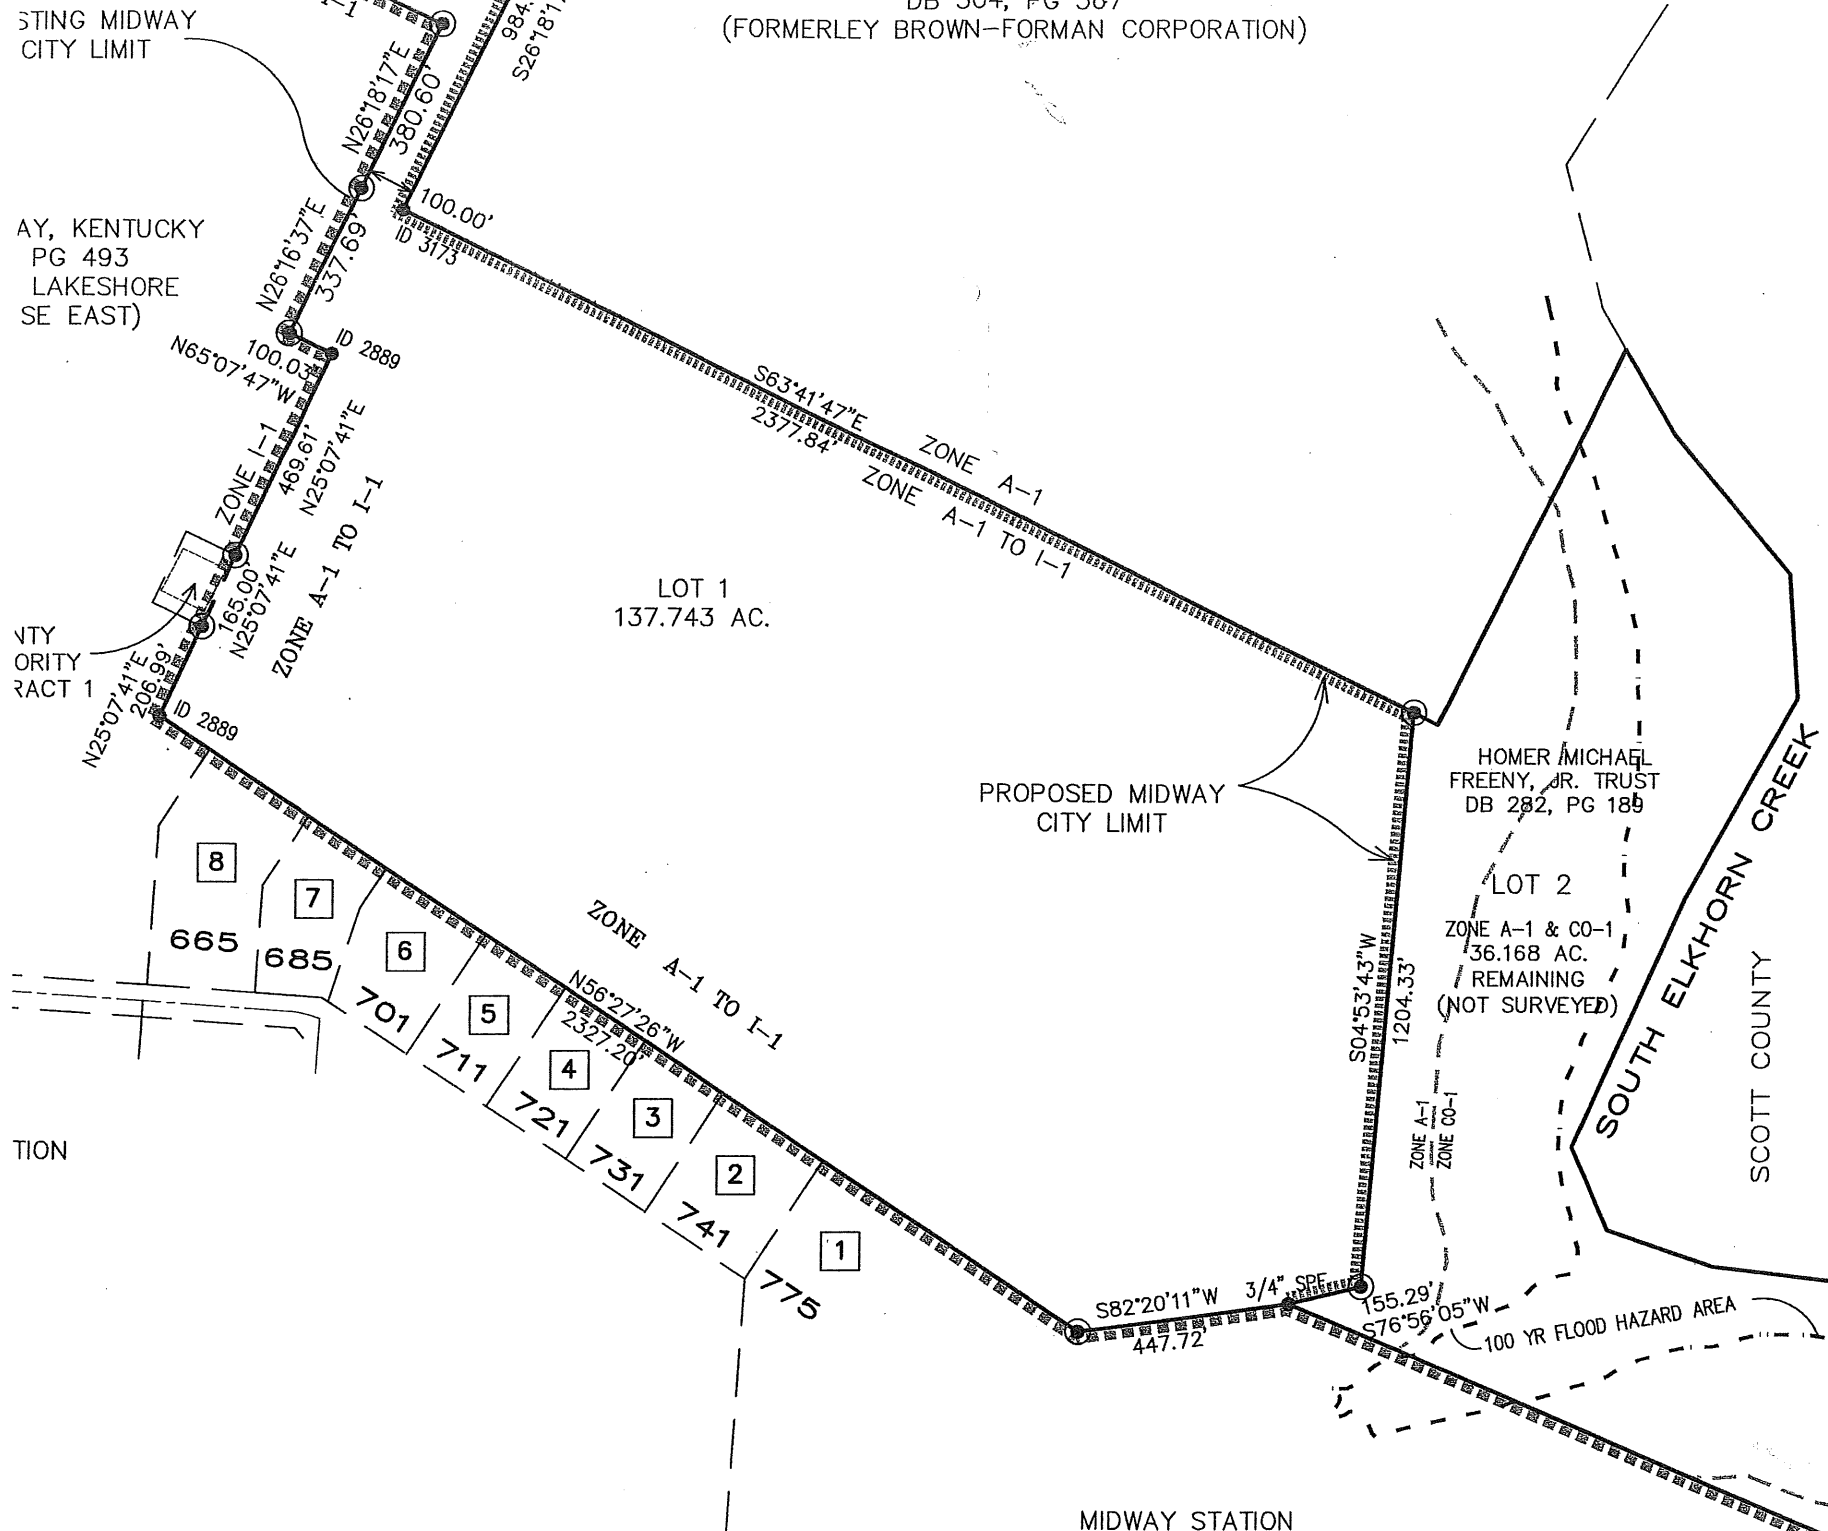 STING MIDWAY
CITY LIMIT
DB 304, PG 567
(FORMERLEY BROWN-FORMAN CORPORATION)
984.
S26°18'17
N26°18'17"E
380.60'
100.00'
ID 3173
N26°16'37"E
337.69'
AY, KENTUCKY
PG 493
LAKESHORE
SE EAST)
ID 2889
100.03'
N65°07'47"W
ZONE I-1
469.61'
N25°07'41"E
ZONE A-1 TO I-1
S63°41'47"E
2377.84'
ZONE A-1
ZONE A-1 TO I-1
LOT 1
137.743 AC.
165.00'
N25°07'41"E
NTY
ORITY
RACT 1
N25°07'41"E
206.99'
ID 2889
PROPOSED MIDWAY
CITY LIMIT
HOMER MICHAEL
FREENY, JR. TRUST
DB 282, PG 189
LOT 2
ZONE A-1 & CO-1
36.168 AC.
REMAINING
(NOT SURVEYED)
SOUTH ELKHORN CREEK
SCOTT COUNTY
8
7
6
5
4
3
2
1
665
685
701
711
721
731
741
775
ZONE A-1 TO I-1
N56°27'26"W
2327.20'
S04°53'43"W
1204.33'
ZONE A-1
ZONE CO-1
TION
S82°20'11"W
447.72'
3/4" SPF
155.29'
S76°56'05"W
100 YR FLOOD HAZARD AREA
MIDWAY STATION